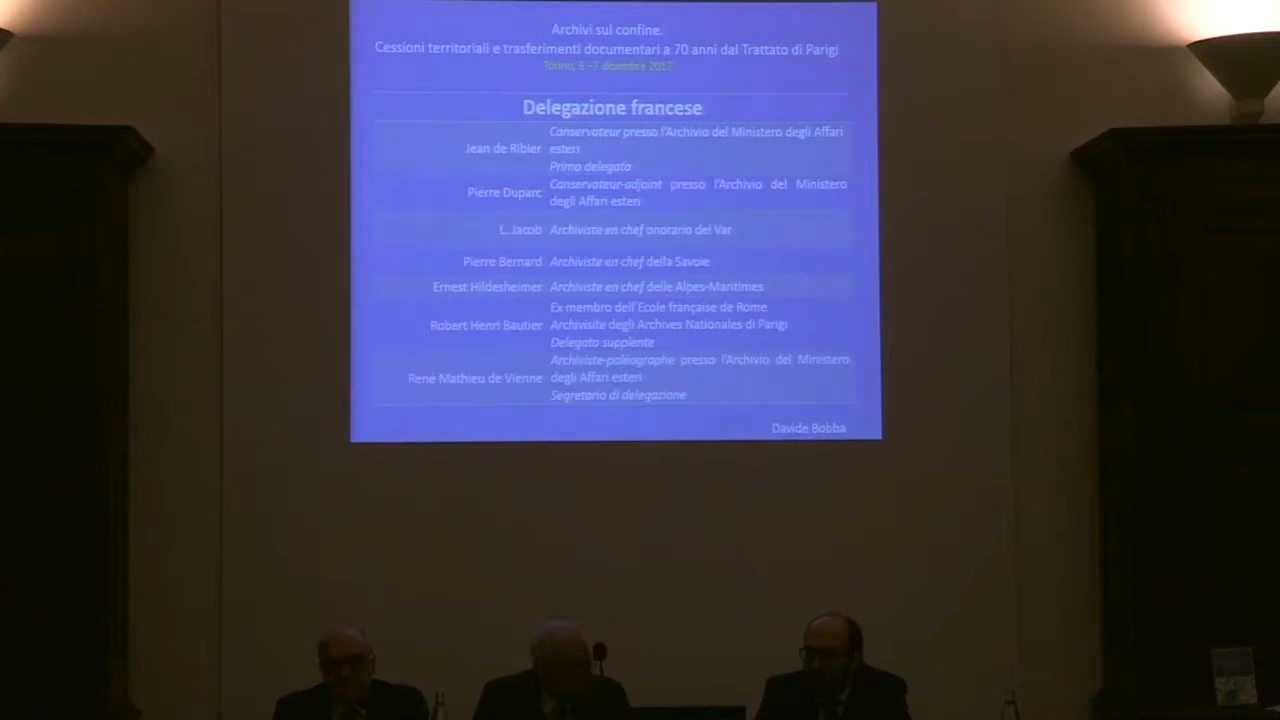 Archivi sul confine.
Cessioni territoriali e trasferimenti documentari a 70 anni dal Trattato di Parigi
Torino, 6 –7 dicembre 2017
Delegazione francese
Jean de Ribier
Conservateur presso l'Archivio del Ministero degli Affari
esteri
Primo delegato
Pierre Duparc
Conservateur-adjoint presso l'Archivio del Ministero
degli Affari esteri
L. Jacob Archiviste en chef onorario del Var
Pierre Bernard Archiviste en chef della Savoie
Ernest Hildesheimer Archiviste en chef delle Alpes-Maritimes
Robert Henri Bautier
Ex membro dell'Ecole française de Rome
Archivisite degli Archives Nationales di Parigi
Delegato supplente
René Mathieu de Vienne
Archiviste-paléographe presso l'Archivio del Ministero
degli Affari esteri
Segretario di delegazione
Davide Bobba